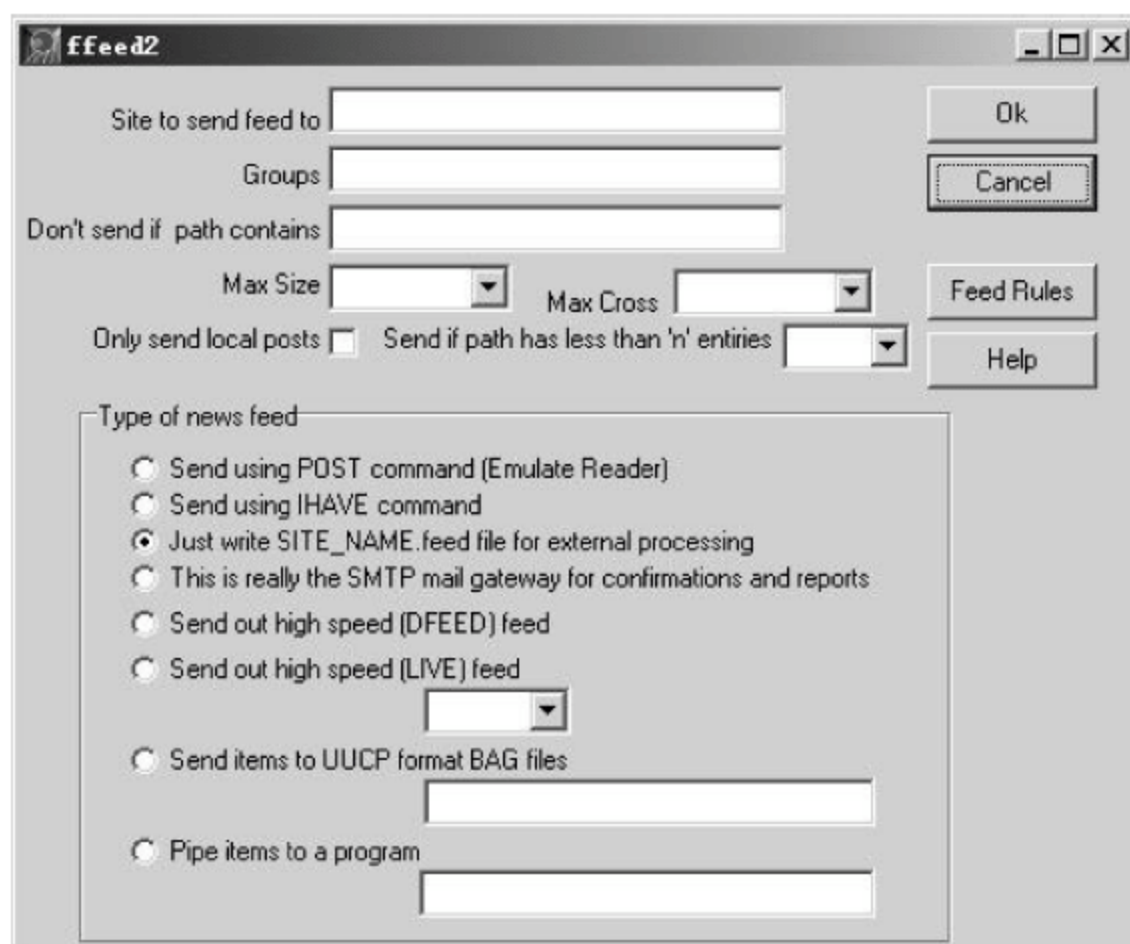 ffeed2
Site to send feed to
Ok
Groups
Cancel
Don't send if path contains
Max Size
Max Cross
Feed Rules
Only send local posts
Send if path has less than 'n' entiries
Help
Type of news feed
Send using POST command (Emulate Reader)
Send using IHAVE command
Just write SITE_NAME.feed file for external processing
This is really the SMTP mail gateway for confirmations and reports
Send out high speed (DFEED) feed
Send out high speed (LIVE) feed
Send items to UUCP format BAG files
Pipe items to a program